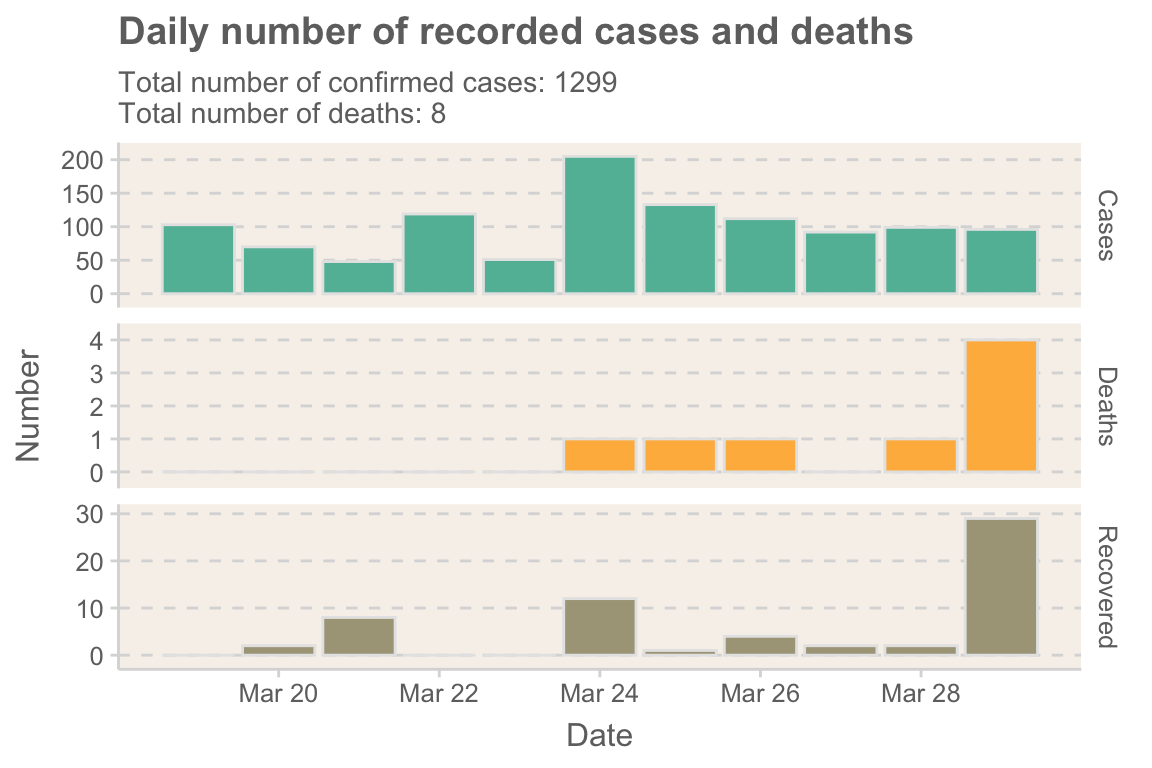 Daily number of recorded cases and deaths
Total number of confirmed cases: 1299
Total number of deaths: 8
200
150
100
50
0
Cases
4
3
2
1
0
Deaths
30
20
10
0
Recovered
Number
Mar 20 Mar 22 Mar 24 Mar 26 Mar 28
Date